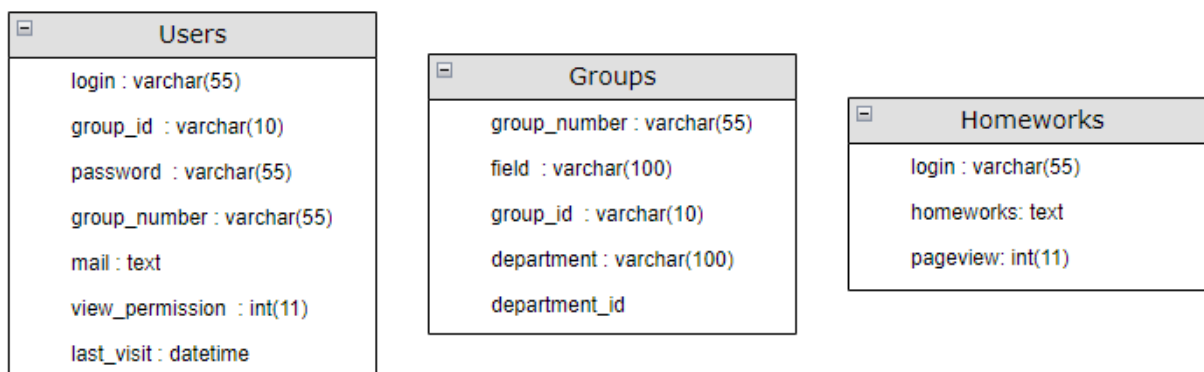 Users
login : varchar(55)
group_id : varchar(10)
password : varchar(55)
group_number : varchar(55)
mail : text
view_permission : int(11)
last_visit : datetime
Groups
group_number : varchar(55)
field : varchar(100)
group_id : varchar(10)
department : varchar(100)
department_id
Homeworks
login : varchar(55)
homeworks: text
pageview: int(11)